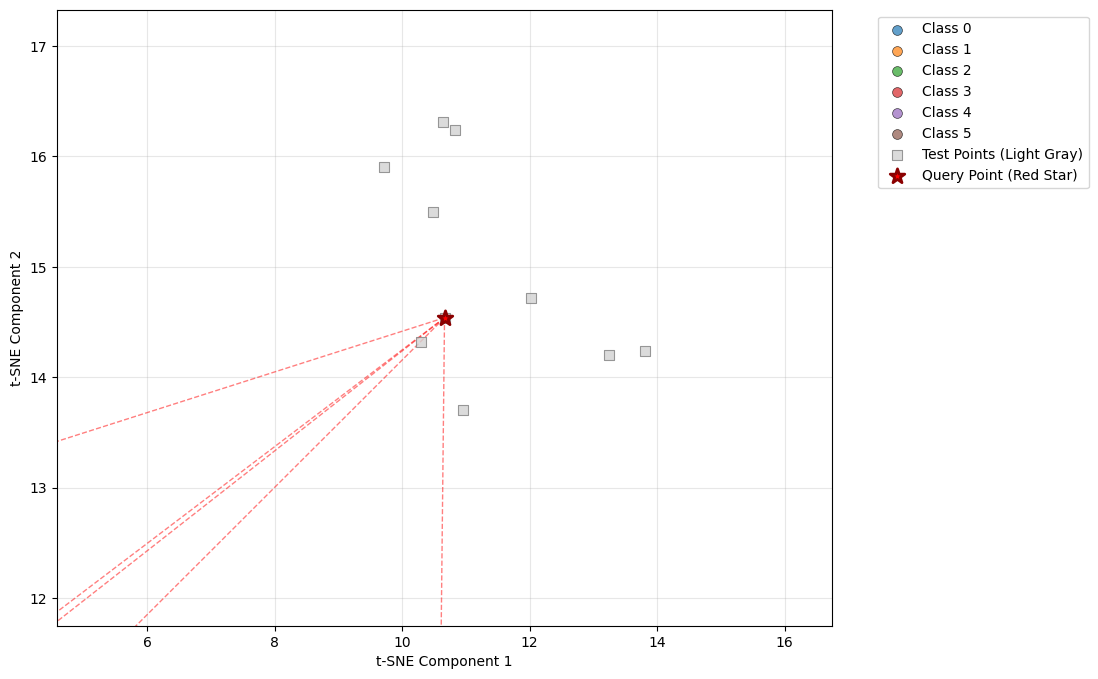 17
16
15
14
13
12
t-SNE Component 2
6
8
10
12
14
16
t-SNE Component 1
Class 0
Class 1
Class 2
Class 3
Class 4
Class 5
Test Points (Light Gray)
Query Point (Red Star)